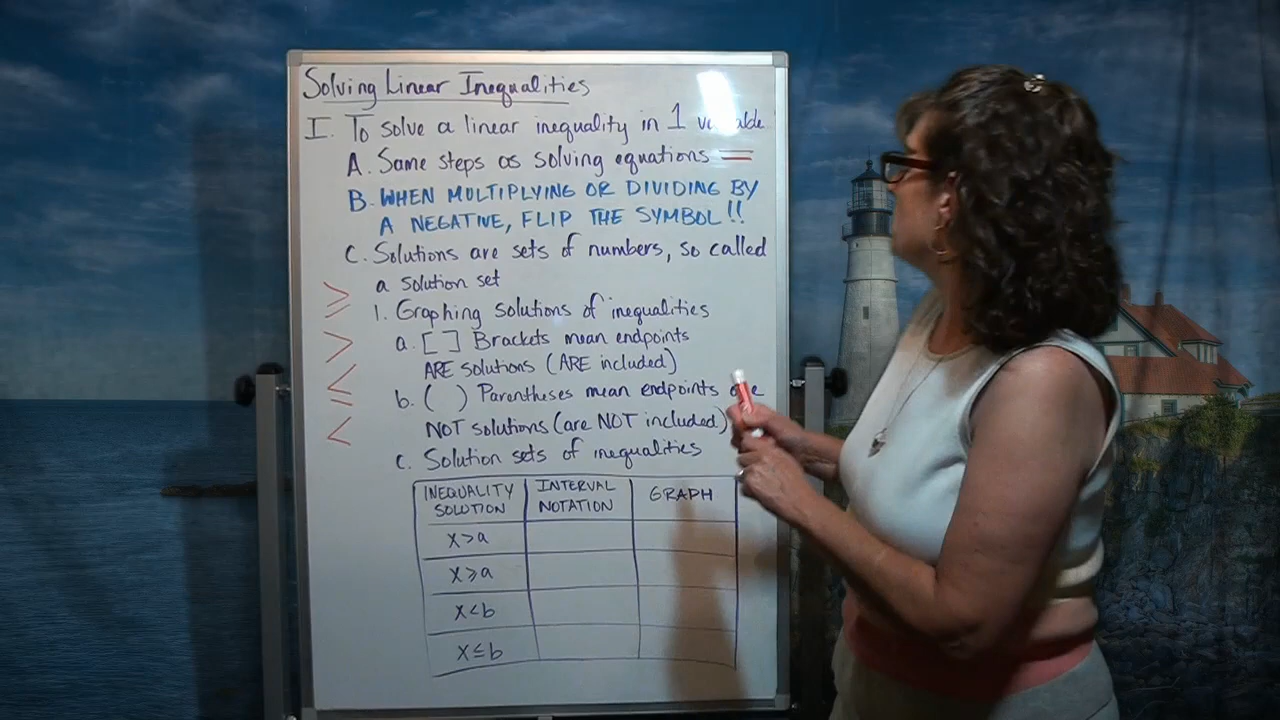 Solving Linear Inequalities
I. To solve a linear inequality in 1
A. Same steps as solving equations =
B. WHEN MULTIPLYING OR DIVIDING BY
A NEGATIVE, FLIP THE SYMBOL!!
C. Solutions are sets of numbers, so called
a solution set
≥
1. Graphing solutions of inequalities
>
a. [ ] Brackets mean endpoints
ARE solutions (ARE included)
≤
b. ( ) Parentheses mean endpoints
<
NOT solutions (are NOT included)
c. Solution sets of inequalities
INEQUALITY SOLUTION
INTERVAL NOTATION
GRAPH
x>a
x≥a
x<b
x≤b